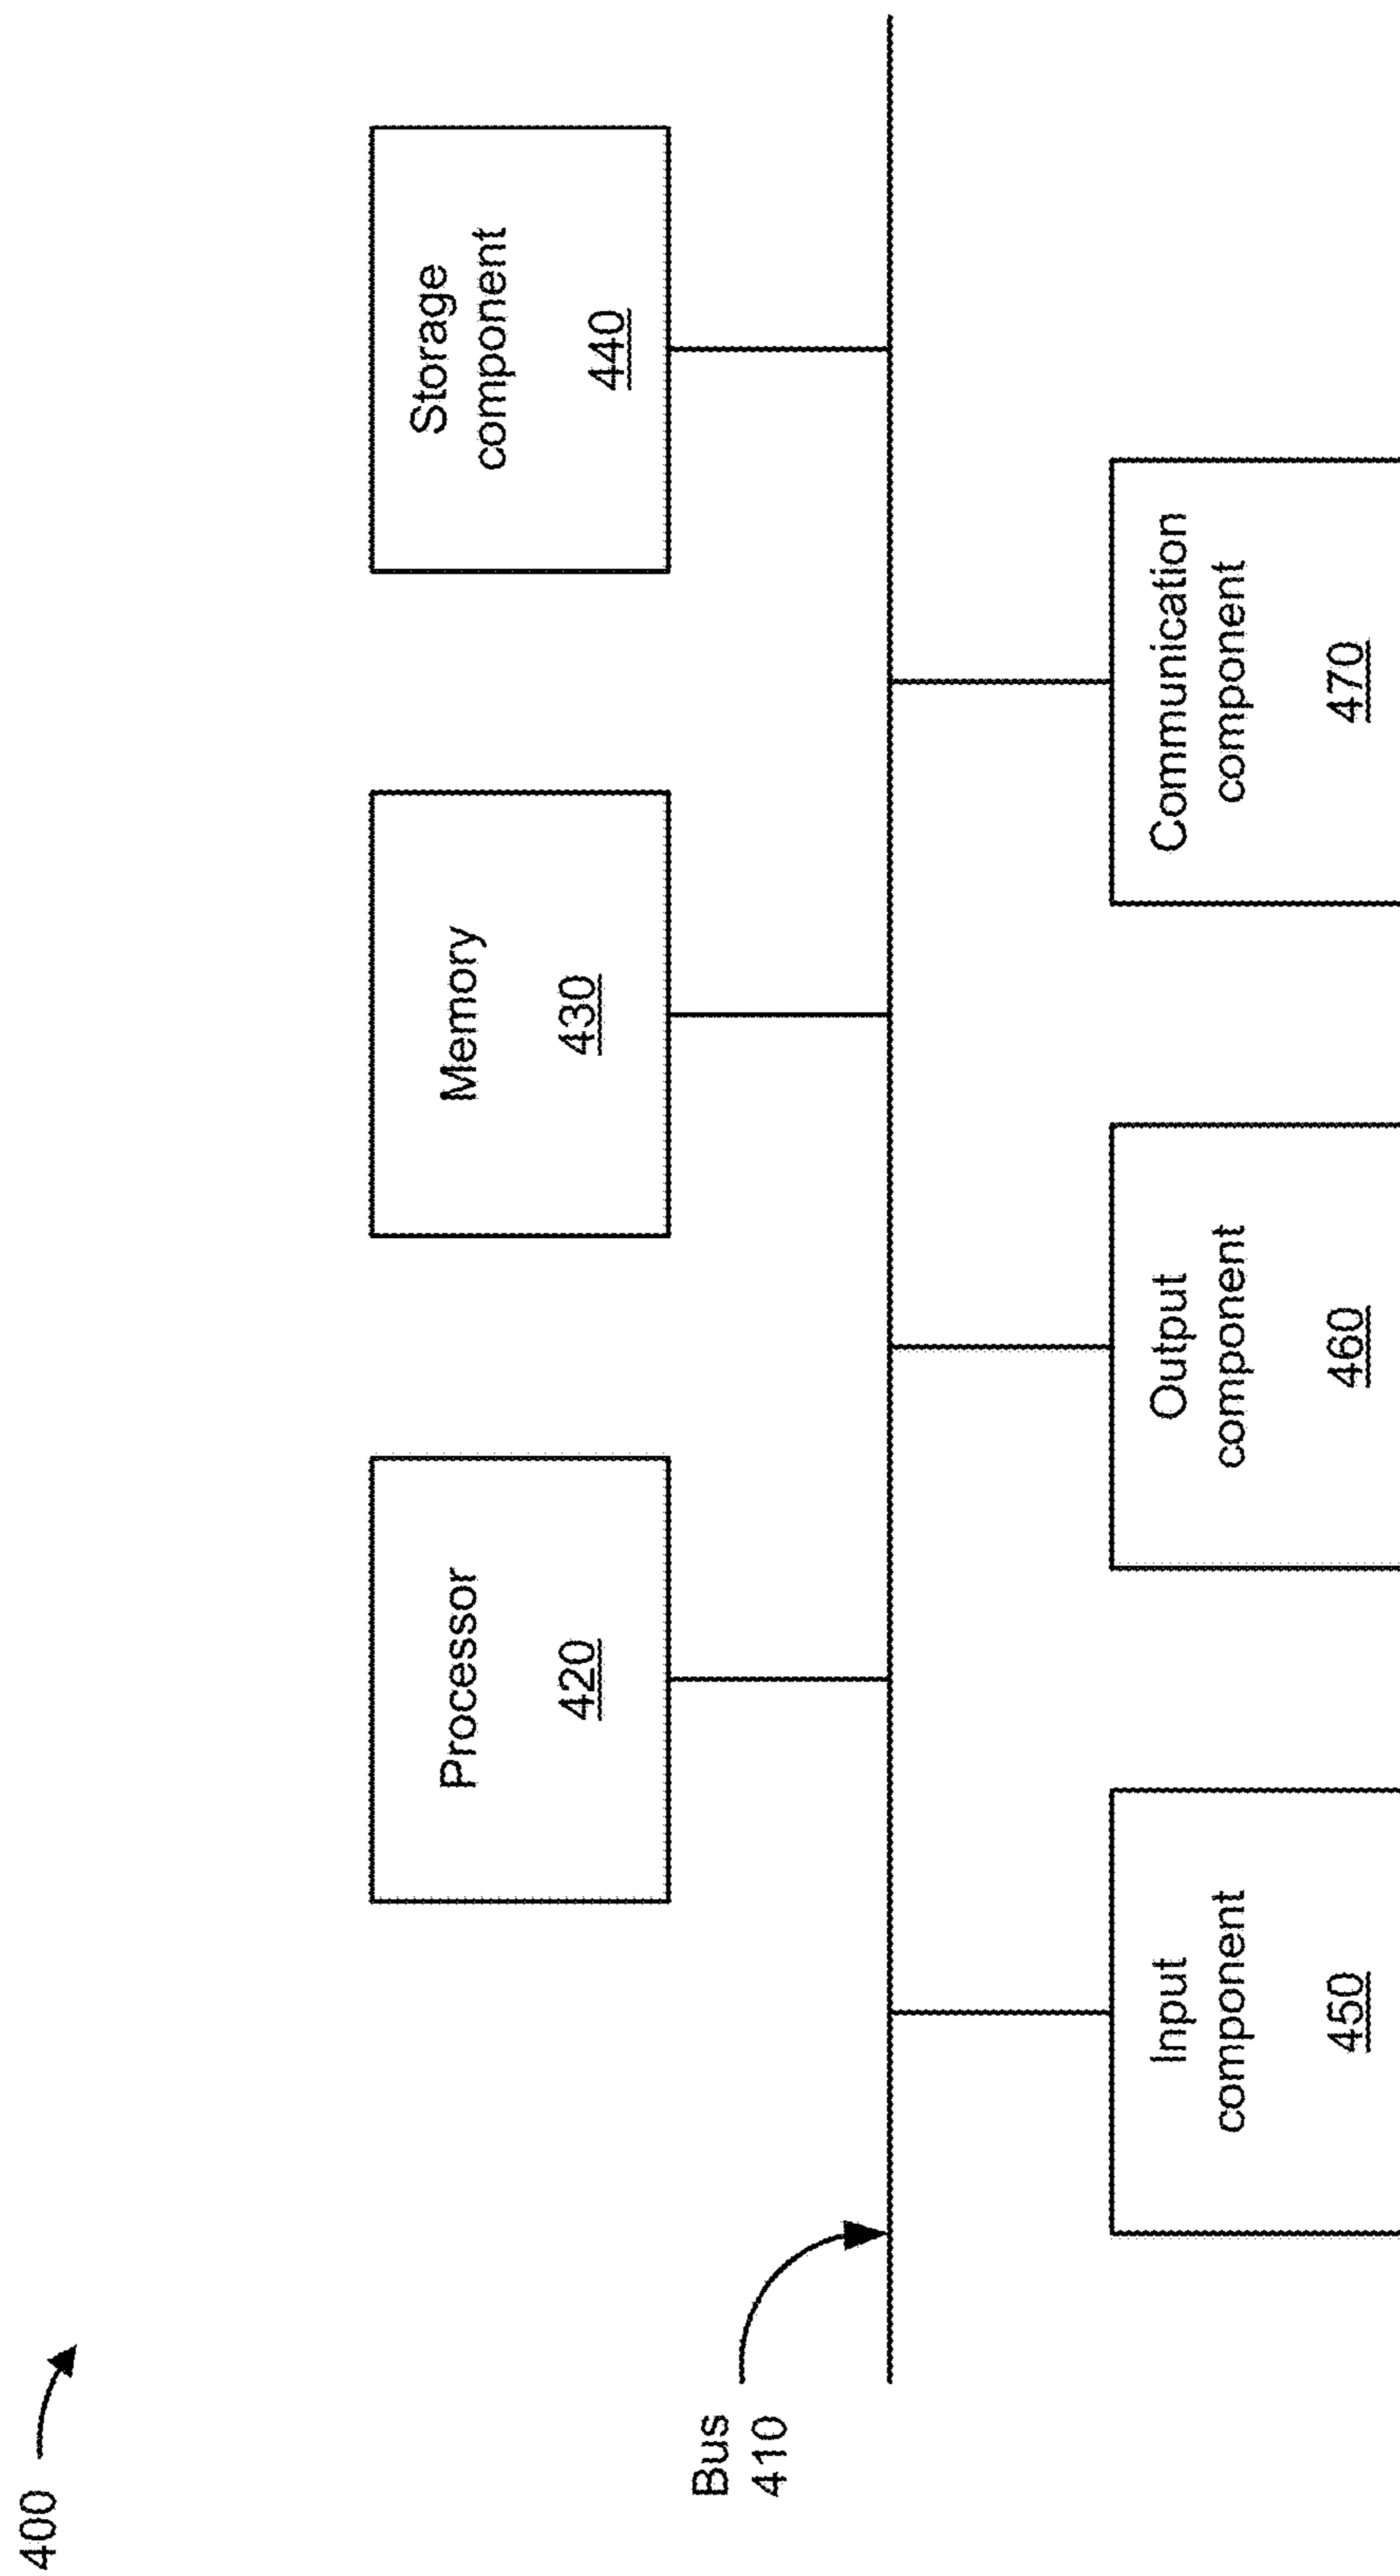 400
Processor
420
Memory
430
Storage
component
440
Bus
410
Input
component
450
Output
component
460
Communication
component
470